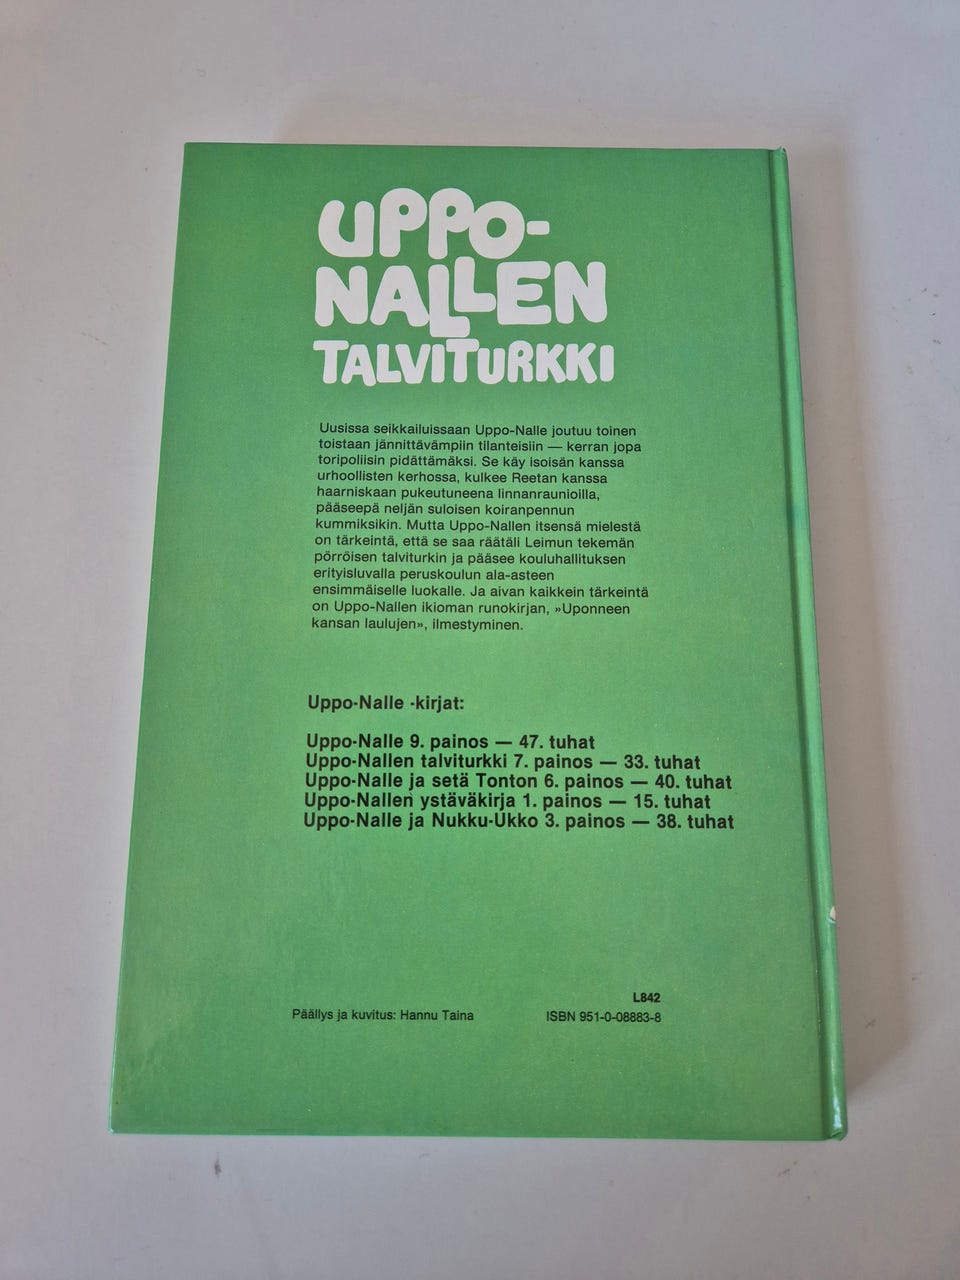 UPPO-
NALLEN
TALVITURKKI
Uusissa seikkailuissaan Uppo-Nalle joutuu toinen
toistaan jännittävämpiin tilanteisiin — kerran jopa
toripoliisin pidättämäksi. Se käy isoisän kanssa
urhoollisten kerhossa, kulkee Reetan kanssa
haarniskaan pukeutuneena linnanraunioilla,
pääseepä neljän suloisen koiranpennun
kummiksikin. Mutta Uppo-Nallen itsensä mielestä
on tärkeintä, että se saa räätäli Leimun tekemän
pörröisen talviturkin ja pääsee kouluhallituksen
erityisluvalla peruskoulun ala-asteen
ensimmäiselle luokalle. Ja aivan kaikkein tärkeintä
on Uppo-Nallen ikioman runokirjan, »Uponneen
kansan laulujen», ilmestyminen.
Uppo-Nalle -kirjat:
Uppo-Nalle 9. painos — 47. tuhat
Uppo-Nallen talviturkki 7. painos — 33. tuhat
Uppo-Nalle ja setä Tonton 6. painos — 40. tuhat
Uppo-Nallen ystäväkirja 1. painos — 15. tuhat
Uppo-Nalle ja Nukku-Ukko 3. painos — 38. tuhat
L842
Päällys ja kuvitus: Hannu Taina ISBN 951-0-08883-8